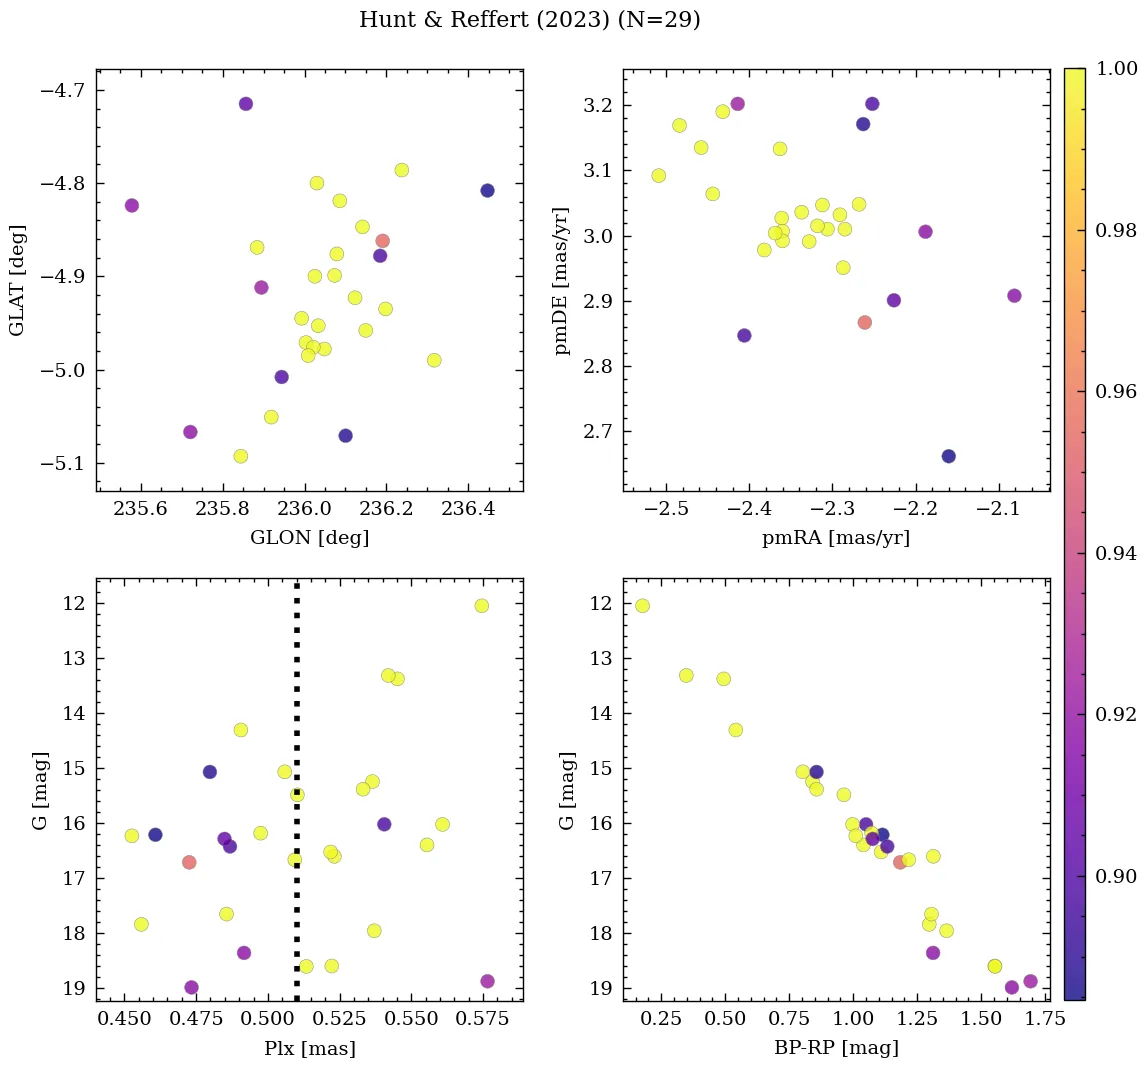 Hunt & Reffert (2023) (N=29)
−4.7
−4.8
−4.9
−5.0
−5.1
GLAT [deg]
235.6 235.8 236.0 236.2 236.4
GLON [deg]
3.2
3.1
3.0
2.9
2.8
2.7
pmDE [mas/yr]
−2.5 −2.4 −2.3 −2.2 −2.1
pmRA [mas/yr]
12
13
14
15
16
17
18
19
G [mag]
0.450 0.475 0.500 0.525 0.550 0.575
Plx [mas]
12
13
14
15
16
17
18
19
G [mag]
0.25 0.50 0.75 1.00 1.25 1.50 1.75
BP-RP [mag]
1.00
0.98
0.96
0.94
0.92
0.90